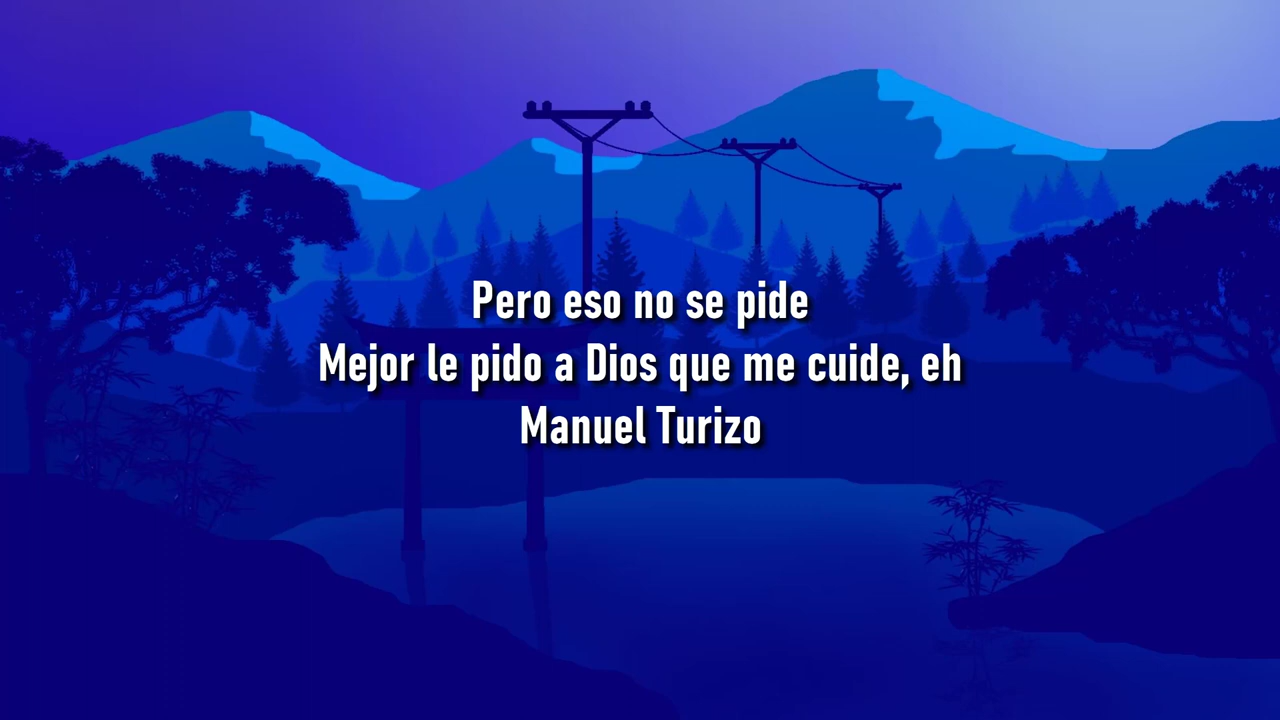 Pero eso no se pide
Mejor le pido a Dios que me cuide, eh
Manuel Turizo